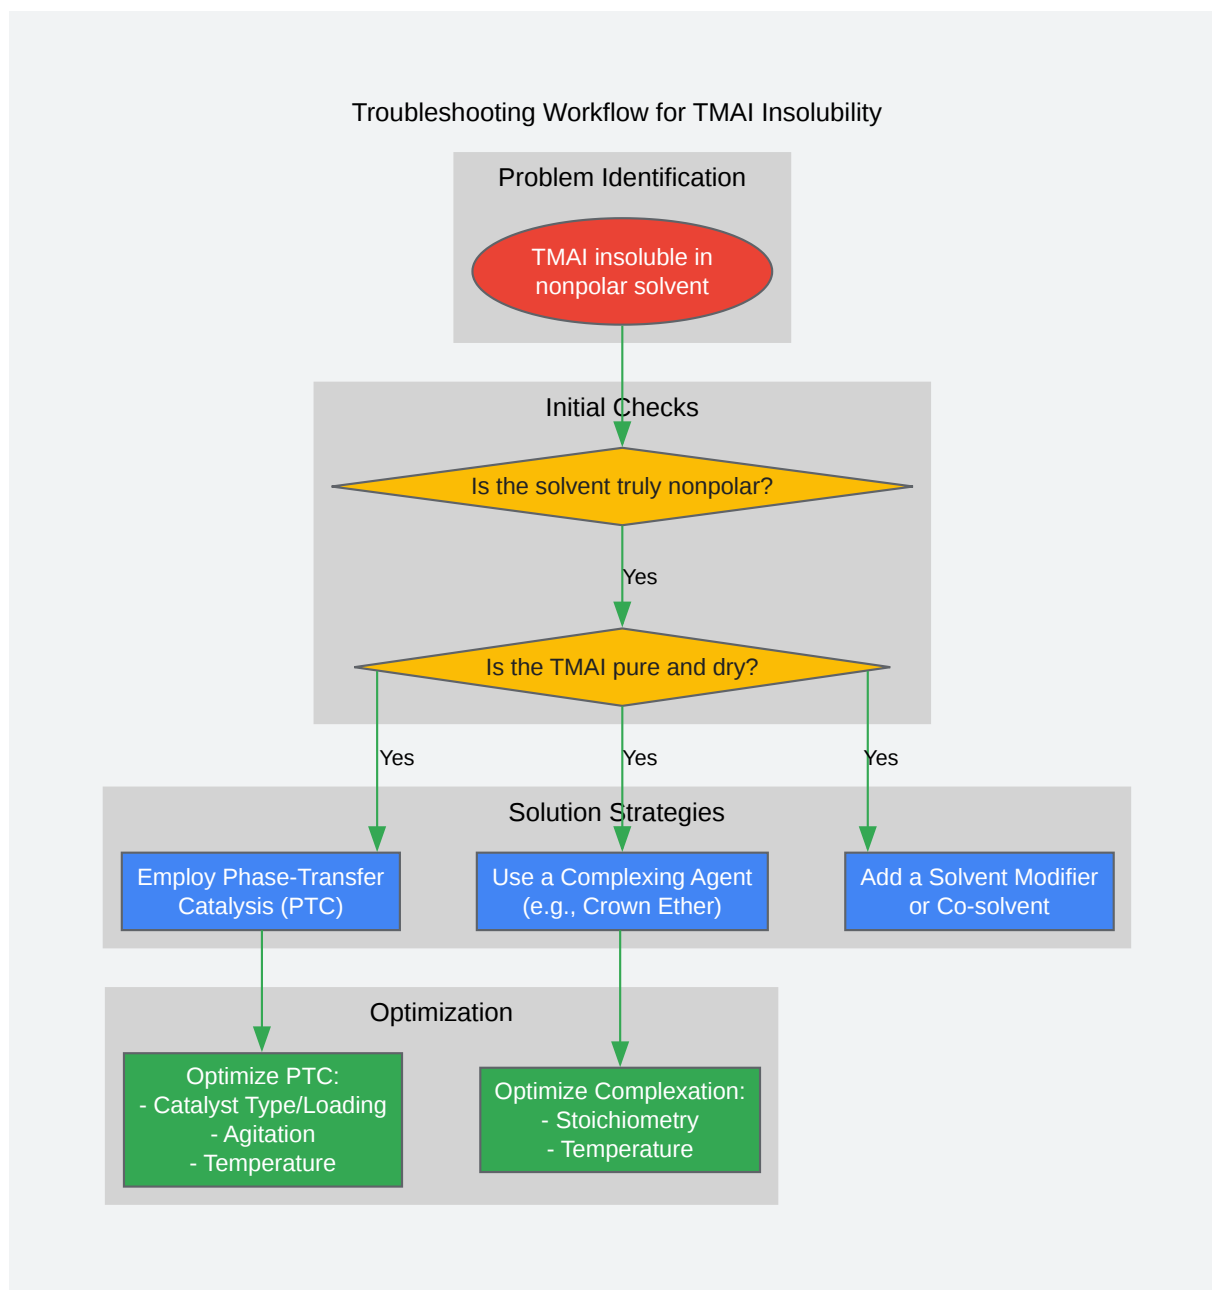 Troubleshooting Workflow for TMAI Insolubility
Problem Identification
TMAI insoluble in
nonpolar solvent
Initial Checks
Is the solvent truly nonpolar?
Yes
Is the TMAI pure and dry?
Yes
Yes
Yes
Solution Strategies
Employ Phase-Transfer
Catalysis (PTC)
Use a Complexing Agent
(e.g., Crown Ether)
Add a Solvent Modifier
or Co-solvent
Optimization
Optimize PTC:
- Catalyst Type/Loading
- Agitation
- Temperature
Optimize Complexation:
- Stoichiometry
- Temperature